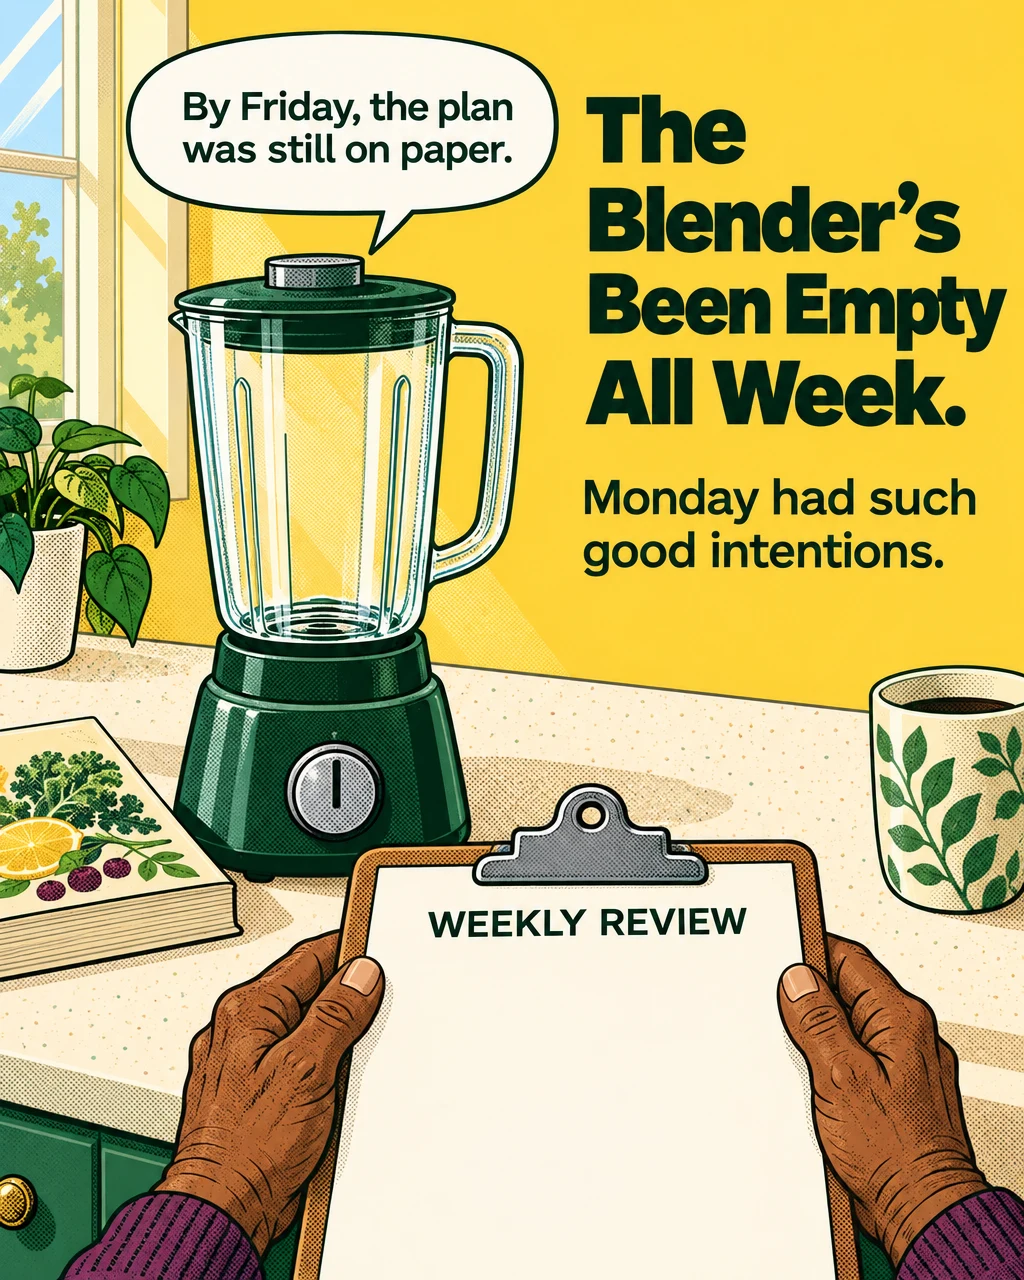 By Friday, the plan
was still on paper.
The
Blender’s
Been Empty
All Week.
Monday had such
good intentions.
WEEKLY REVIEW